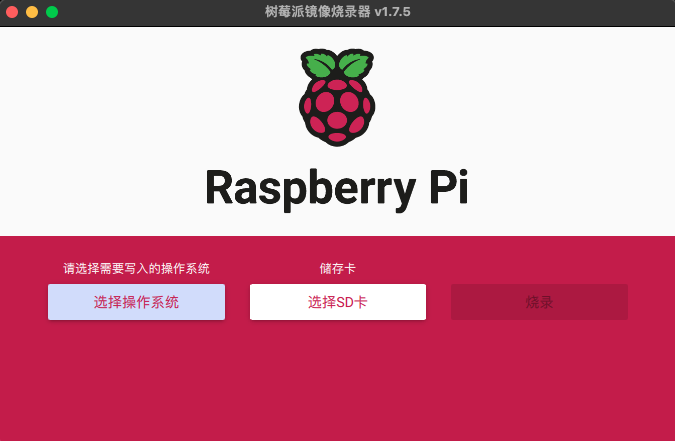 树莓派镜像烧录器 v1.7.5
Raspberry Pi
请选择需要写入的操作系统
储存卡
选择操作系统
选择SD卡
烧录